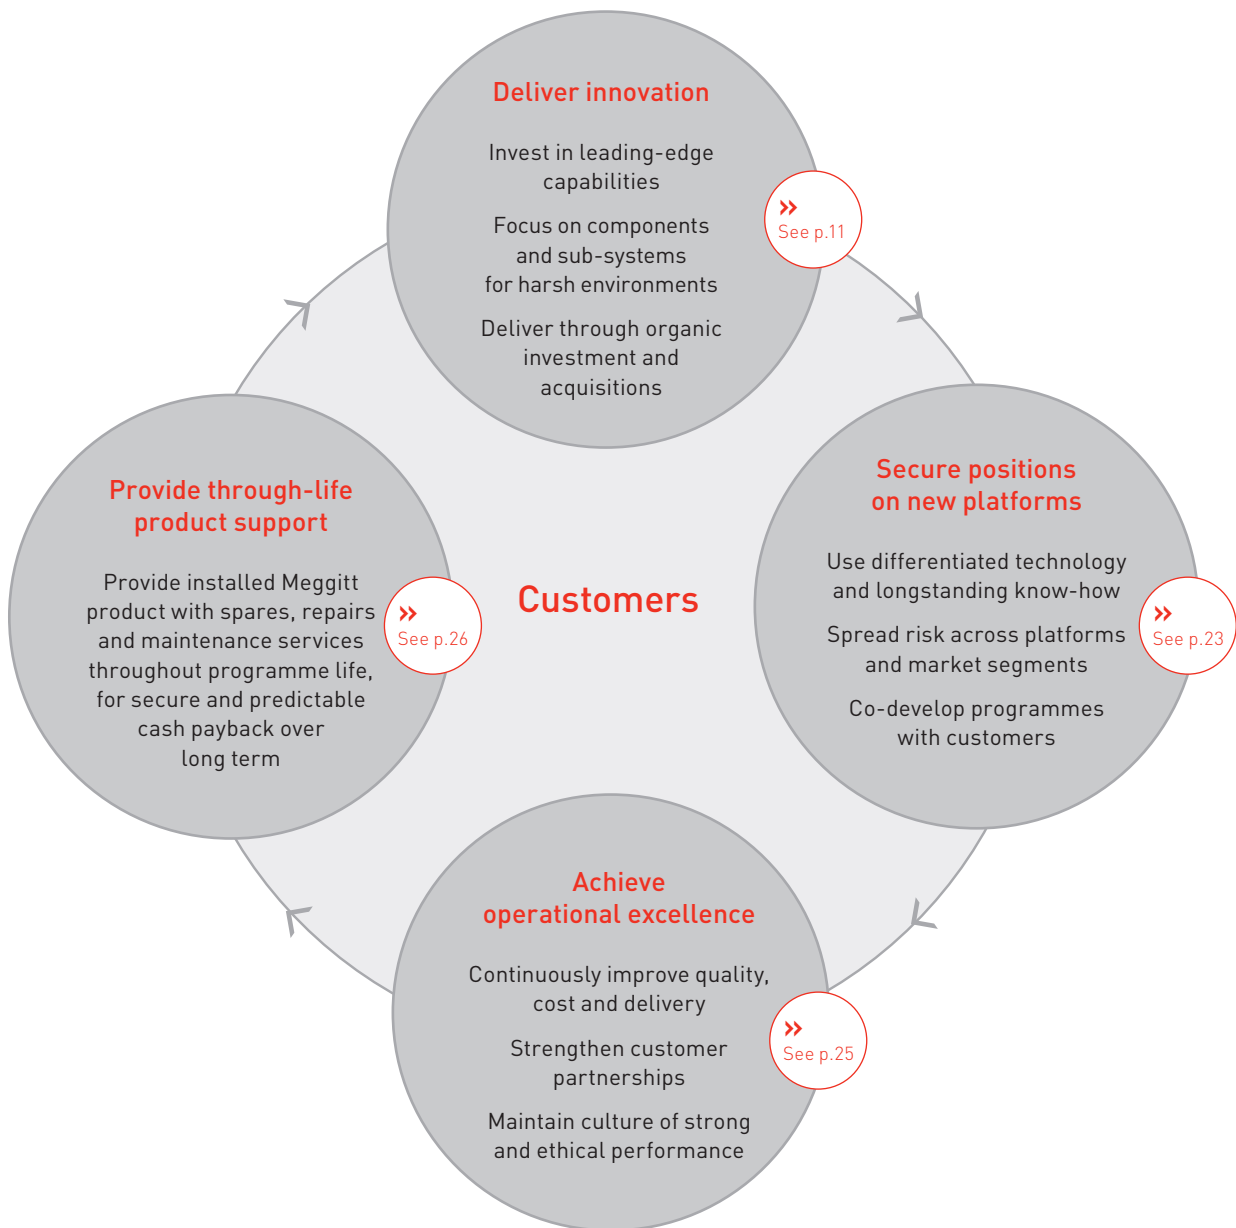 Deliver innovation
Invest in leading-edge
capabilities
Focus on components
and sub-systems
for harsh environments
Deliver through organic
investment and
acquisitions
»
See p.11
Secure positions
on new platforms
Use differentiated technology
and longstanding know-how
Spread risk across platforms
and market segments
Co-develop programmes
with customers
»
See p.23
Achieve
operational excellence
Continuously improve quality,
cost and delivery
Strengthen customer
partnerships
Maintain culture of strong
and ethical performance
»
See p.25
Provide through-life
product support
Provide installed Meggitt
product with spares, repairs
and maintenance services
throughout programme life,
for secure and predictable
cash payback over
long term
»
See p.26
Customers